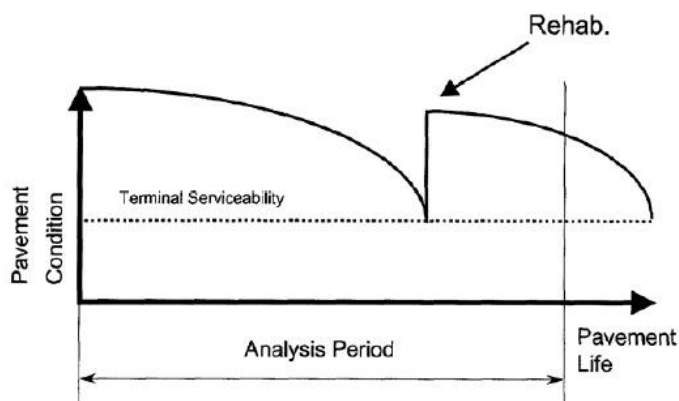 Rehab.
Terminal Serviceability
Pavement
Condition
Analysis Period
Pavement
Life